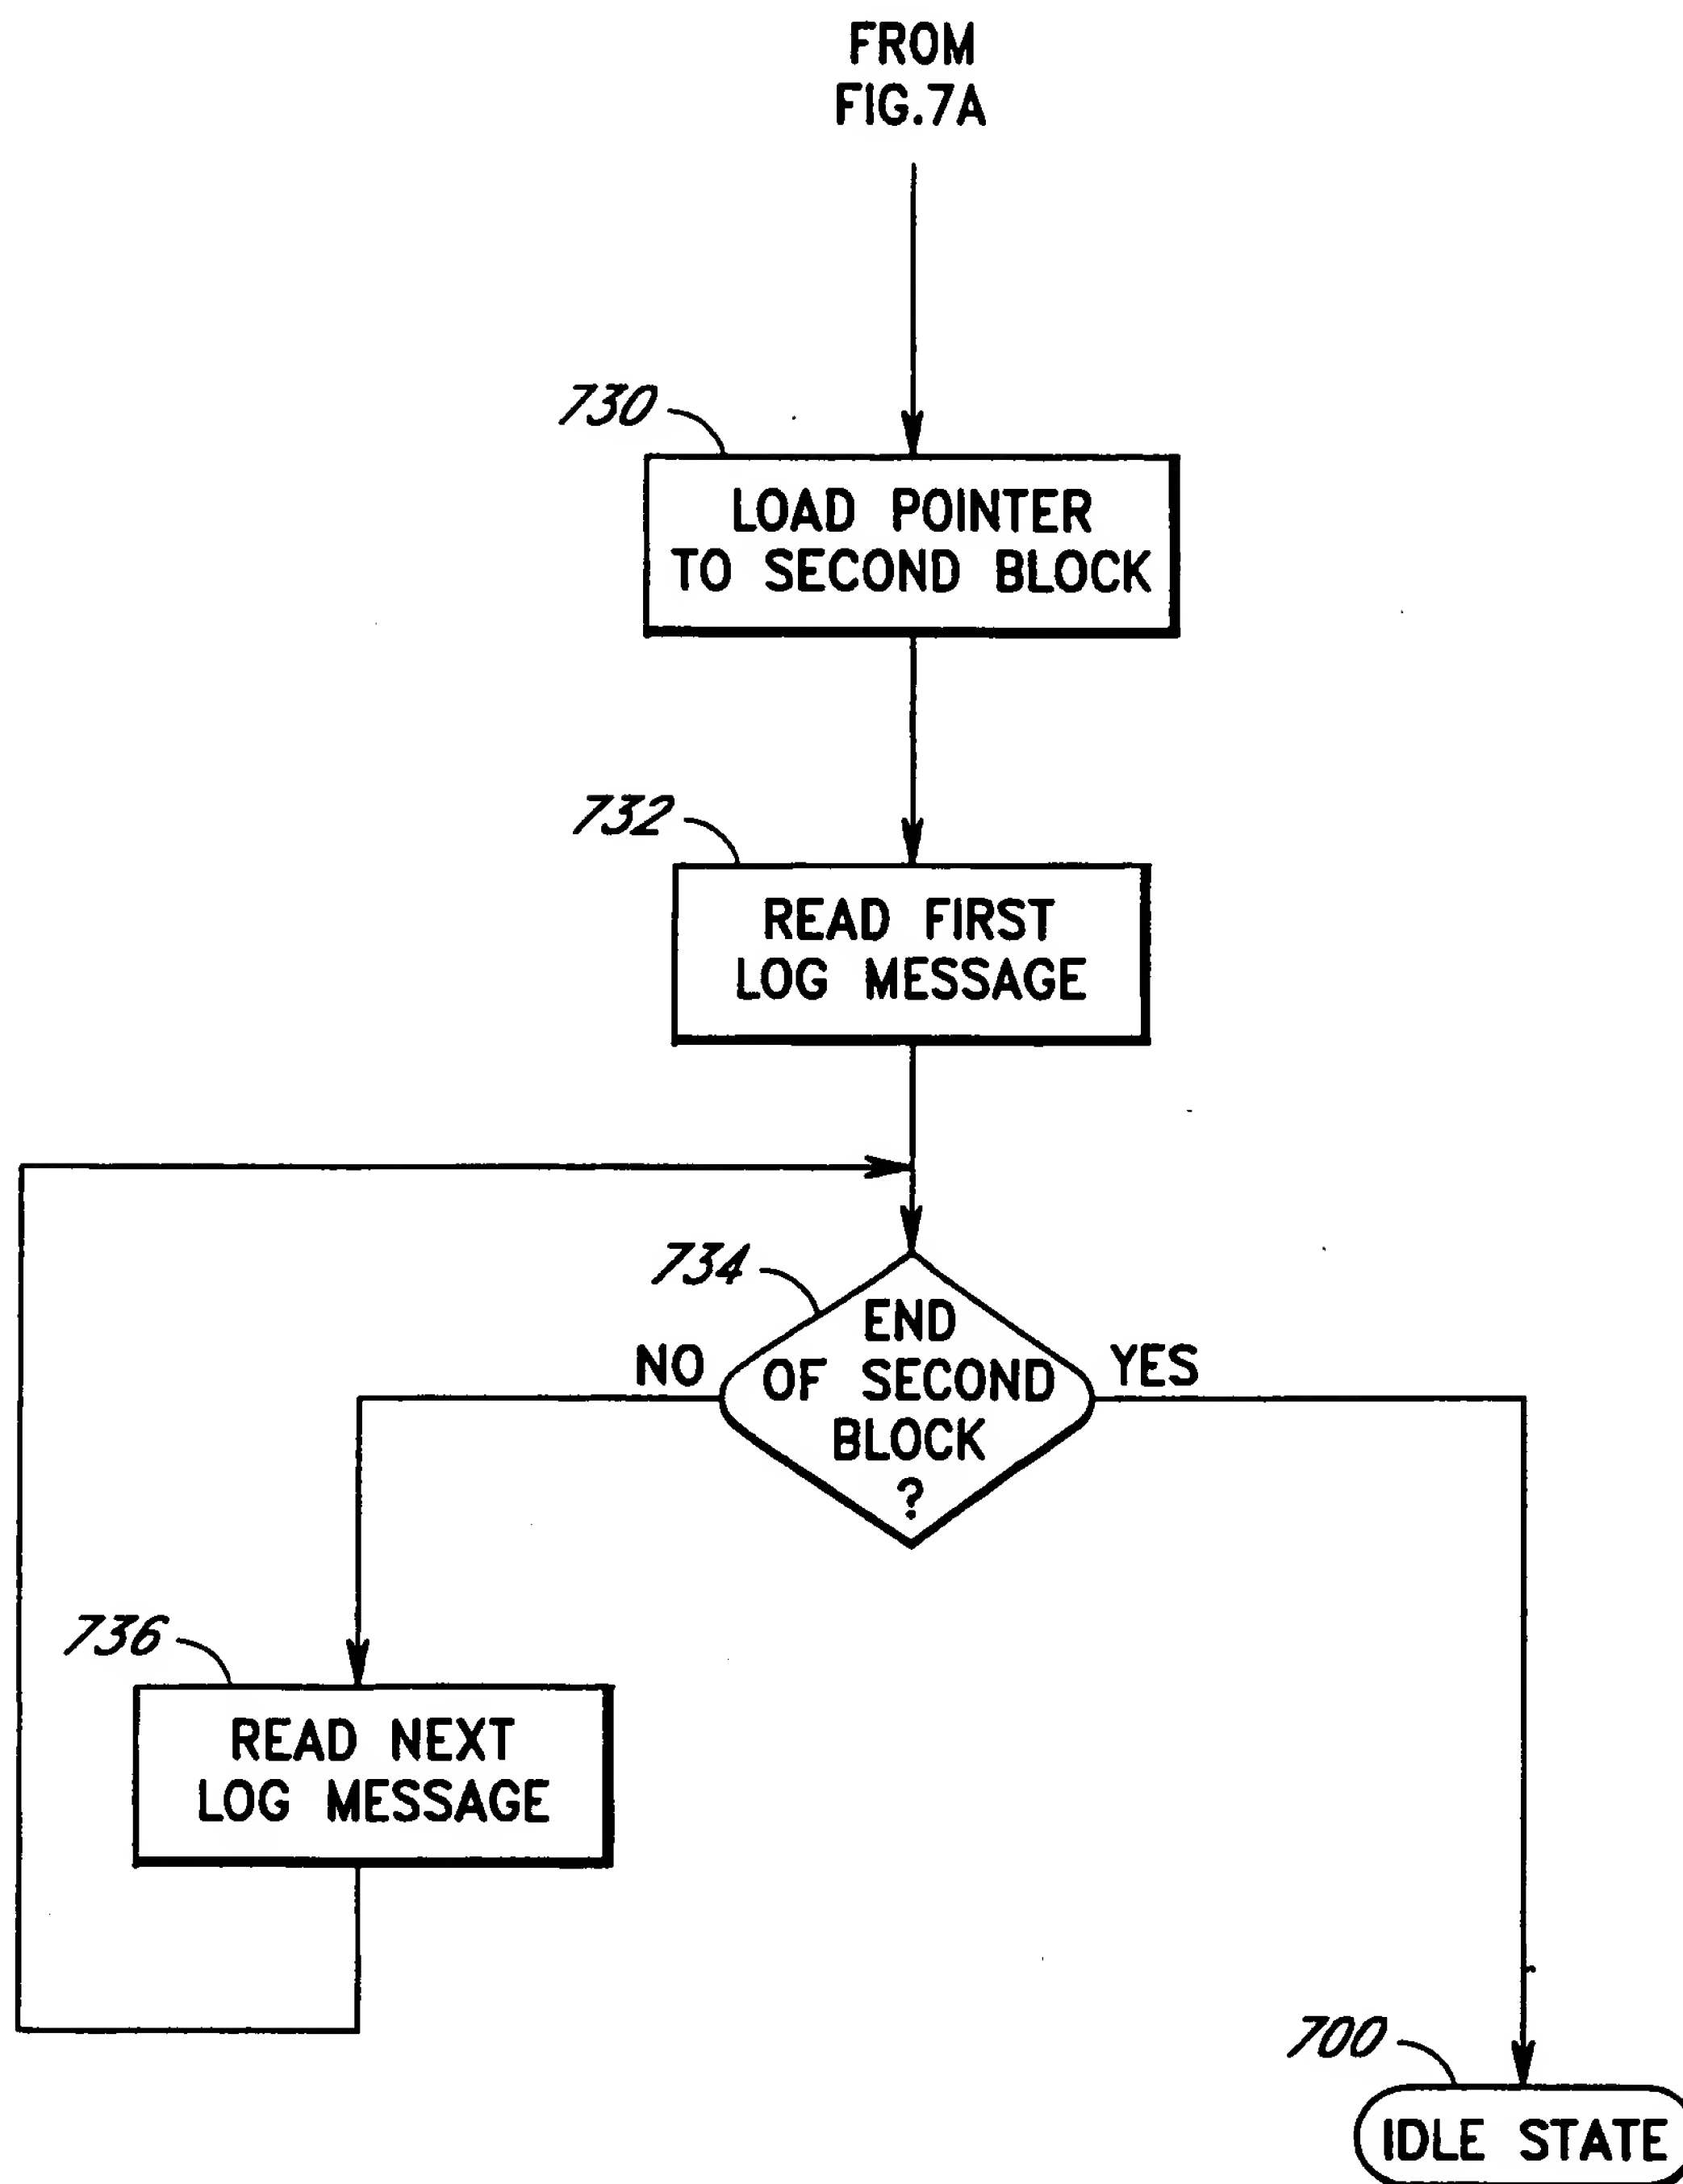 FROM
FIG.7A
730
LOAD POINTER
TO SECOND BLOCK
732
READ FIRST
LOG MESSAGE
734
END
NO OF SECOND YES
BLOCK
?
736
READ NEXT
LOG MESSAGE
700
IDLE STATE